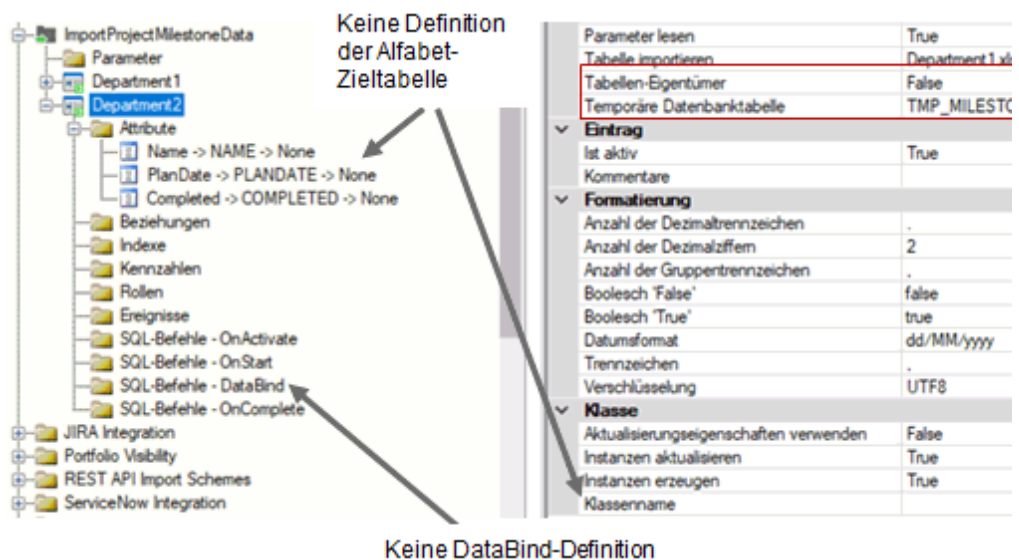 Keine Definition
der Alfabet-
Zieltabelle
ImportProjectMilestoneData
Parameter
Department1
Department2
Attribute
Name -> NAME -> None
PlanDate -> PLANDATE -> None
Completed -> COMPLETED -> None
Beziehungen
Indexe
Kennzahlen
Rollen
Ereignisse
SQL-Befehle - OnActivate
SQL-Befehle - OnStart
SQL-Befehle - DataBind
SQL-Befehle - OnComplete
JIRA Integration
Portfolio Visibility
REST API Import Schemes
ServiceNow Integration
Parameter lesen True
Tabelle importieren Department1.xls
Tabellen-Eigentümer False
Temporäre Datenbanktabelle TMP_MILESTO
Eintrag
Ist aktiv True
Kommentare
Formatierung
Anzahl der Dezimaltrennzeichen .
Anzahl der Dezimalziffern 2
Anzahl der Gruppentrennzeichen .
Boolesch 'False' false
Boolesch 'True' true
Datumsformat dd/MM/yyyy
Trennzeichen .
Verschlüsselung UTF8
Klasse
Aktualisierungseigenschaften verwenden False
Instanzen aktualisieren True
Instanzen erzeugen True
Klassenname
Keine DataBind-Definition